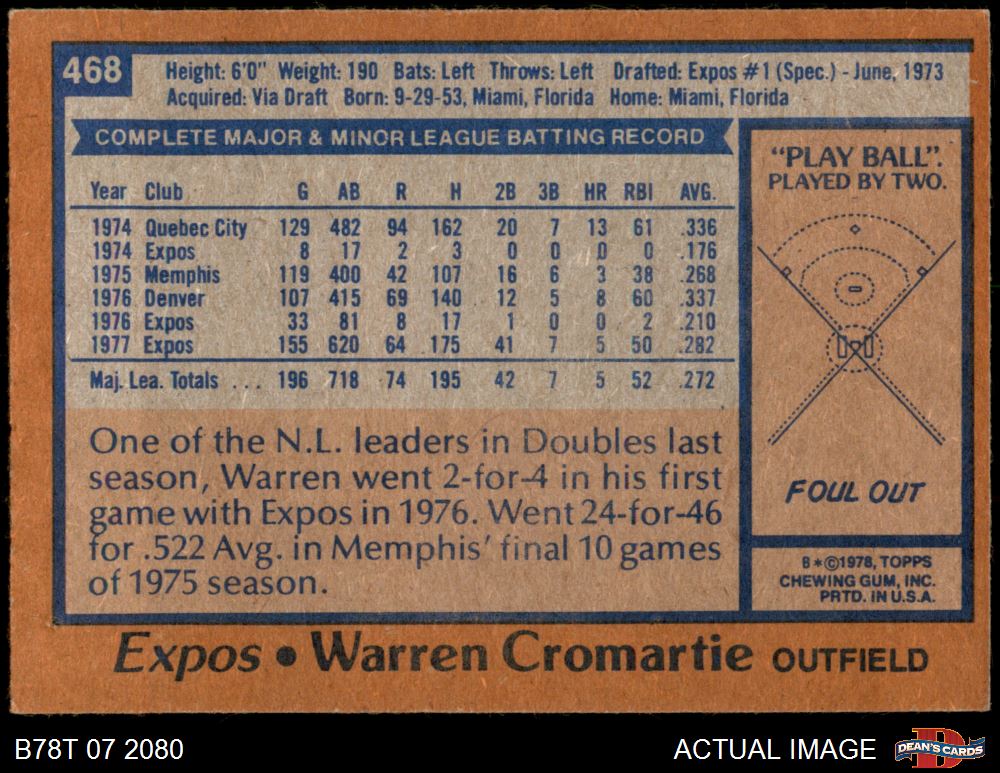 468
Height: 6'0" Weight: 190 Bats: Left Throws: Left Drafted: Expos #1 (Spec.) - June, 1973
Acquired: Via Draft Born: 9-29-53, Miami, Florida Home: Miami, Florida
COMPLETE MAJOR & MINOR LEAGUE BATTING RECORD
Year Club G AB R H 2B 3B HR RBI AVG.
1974 Quebec City 129 482 94 162 20 7 13 61 .336
1974 Expos 8 17 2 3 0 0 0 0 .176
1975 Memphis 119 400 42 107 16 6 3 38 .268
1976 Denver 107 415 69 140 12 5 8 60 .337
1976 Expos 33 81 8 17 1 0 0 2 .210
1977 Expos 155 620 64 175 41 7 5 50 .282
Maj. Lea. Totals ... 196 718 74 195 42 7 5 52 .272
One of the N.L. leaders in Doubles last
season, Warren went 2-for-4 in his first
game with Expos in 1976. Went 24-for-46
for .522 Avg. in Memphis' final 10 games
of 1975 season.
"PLAY BALL".
PLAYED BY TWO.
FOUL OUT
B*©1978, TOPPS
CHEWING GUM, INC.
PRTD. IN U.S.A.
Expos • Warren Cromartie OUTFIELD
B78T 07 2080
ACTUAL IMAGE
D
DEAN'S CARDS